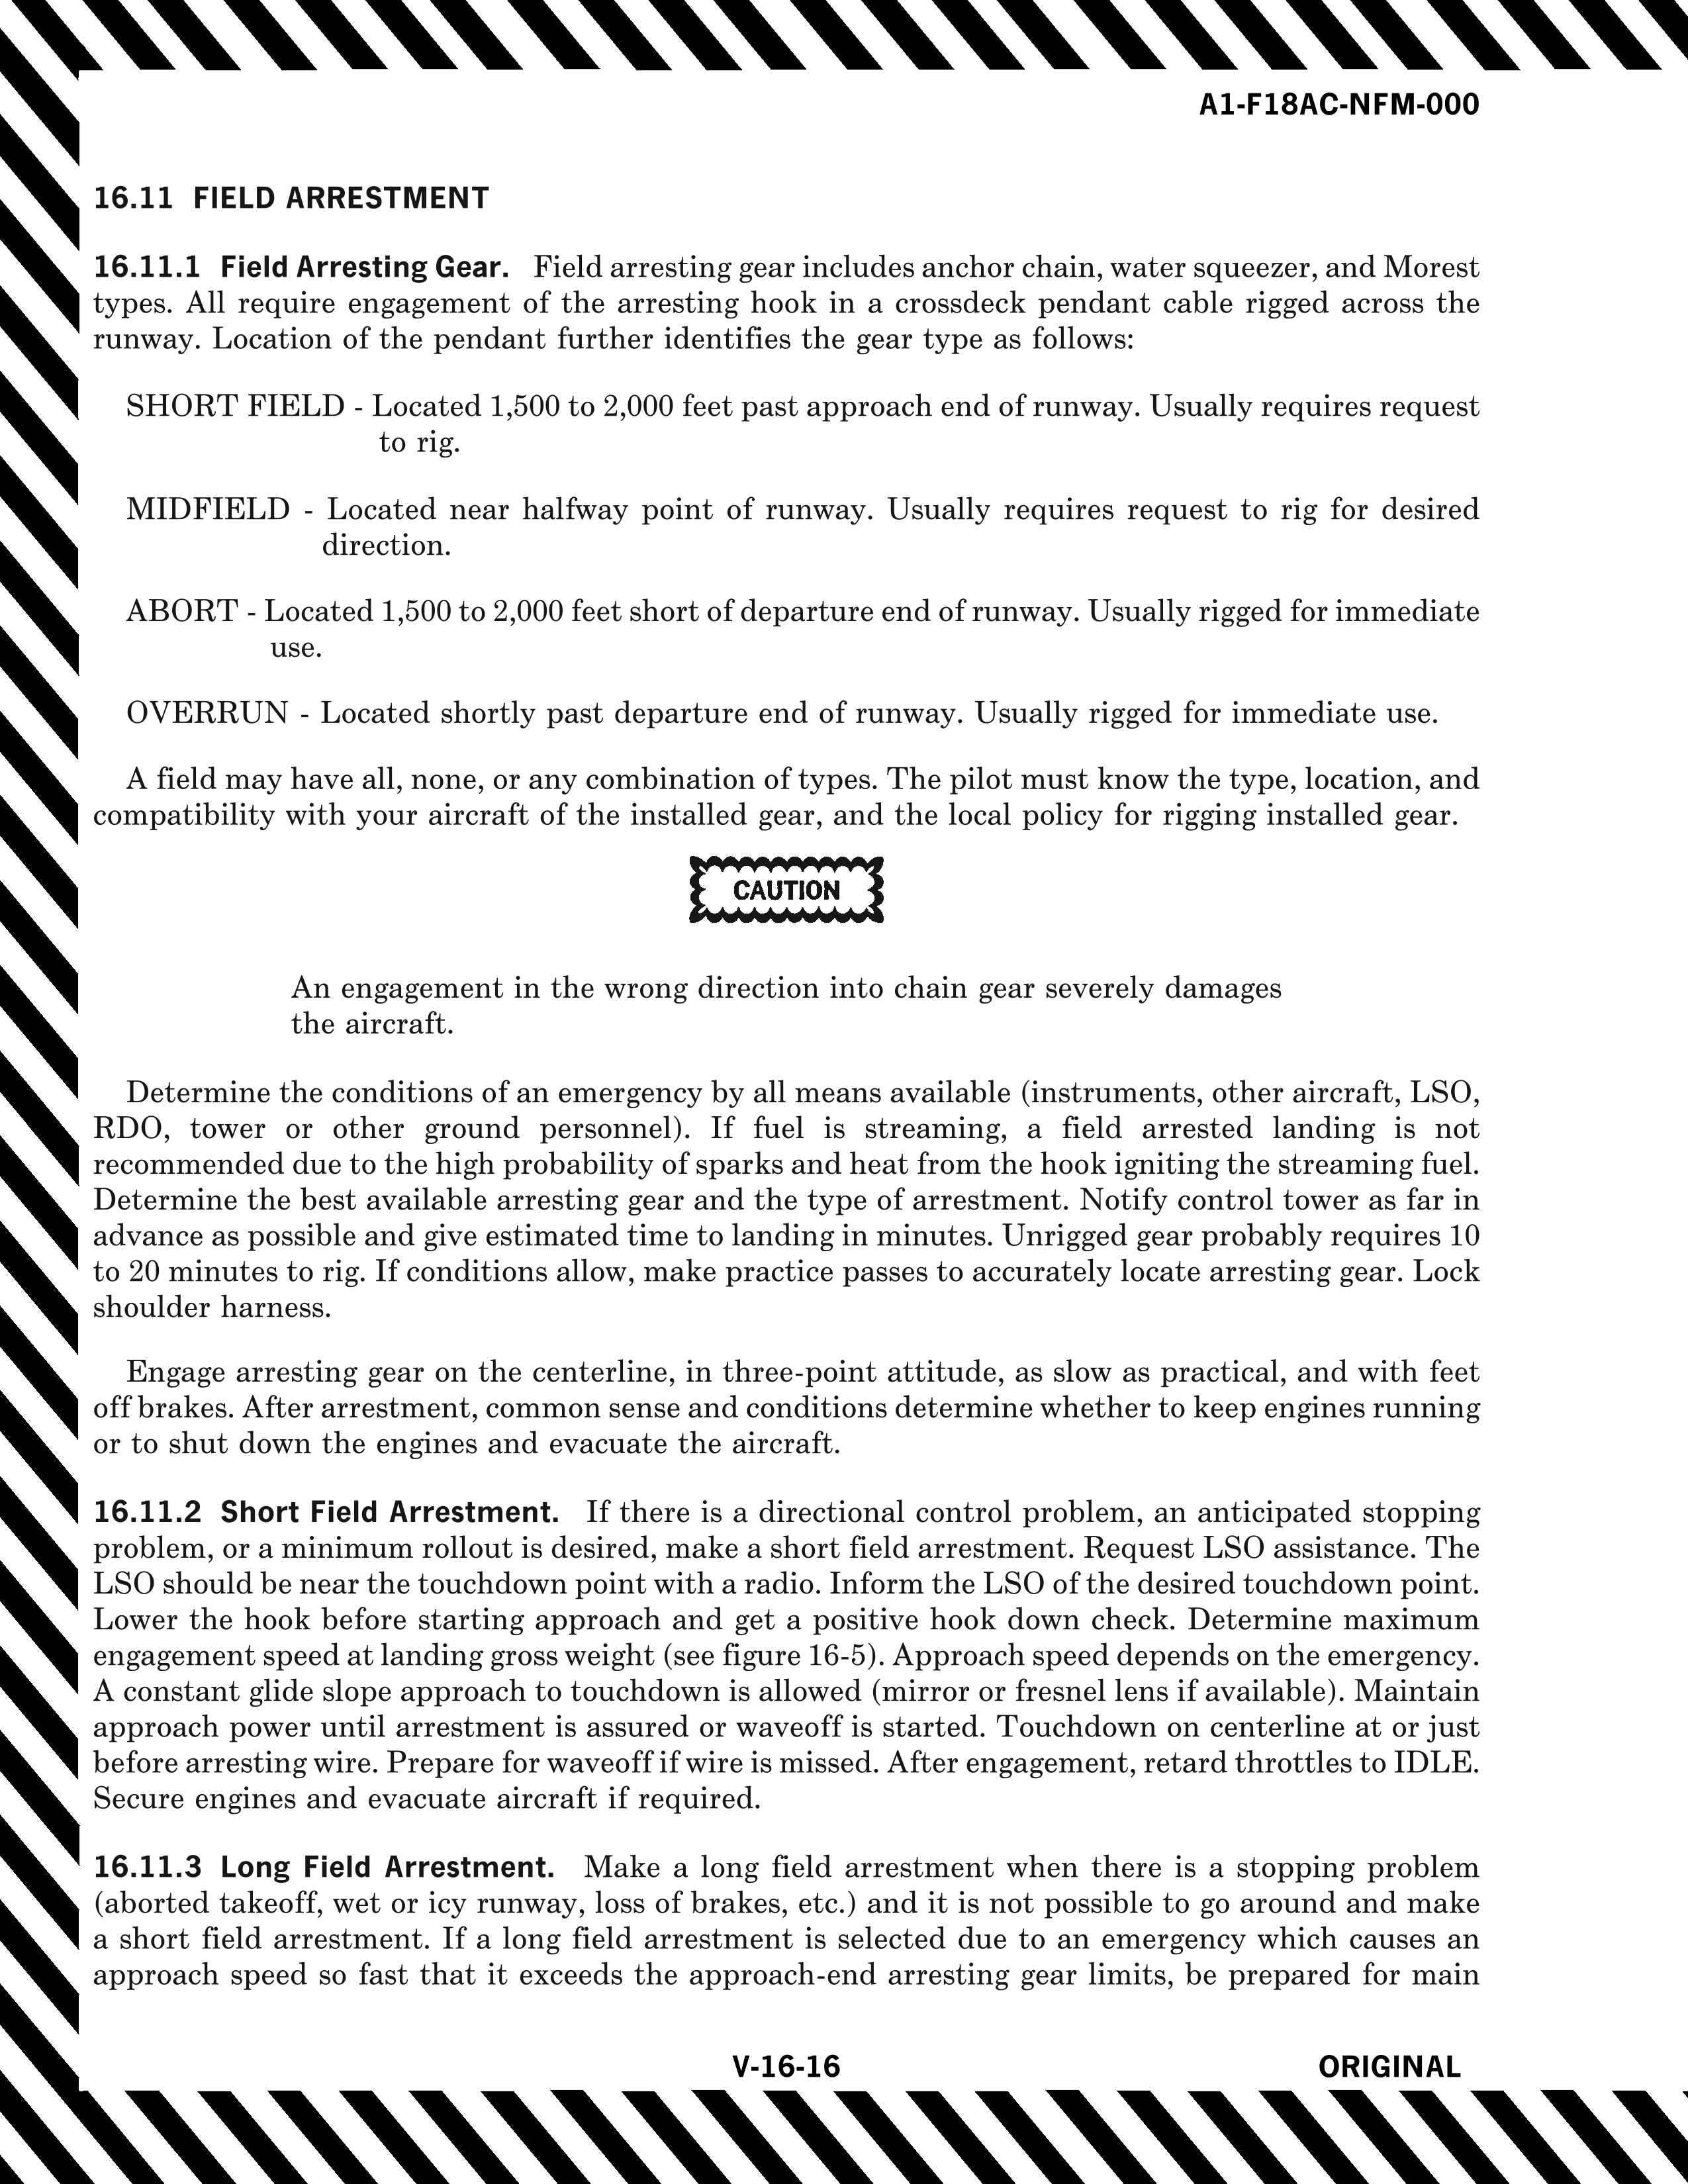 A1-F18AC-NFM-000
16.11 FIELD ARRESTMENT
16.11.1 Field Arresting Gear. Field arresting gear includes anchor chain, water squeezer, and Morest
types. All require engagement of the arresting hook in a crossdeck pendant cable rigged across the
runway. Location of the pendant further identifies the gear type as follows:
SHORT FIELD - Located 1,500 to 2,000 feet past approach end of runway. Usually requires request
to rig.
MIDFIELD - Located near halfway point of runway. Usually requires request to rig for desired
direction.
ABORT - Located 1,500 to 2,000 feet short of departure end of runway. Usually rigged for immediate
use.
OVERRUN - Located shortly past departure end of runway. Usually rigged for immediate use.
A field may have all, none, or any combination of types. The pilot must know the type, location, and
compatibility with your aircraft of the installed gear, and the local policy for rigging installed gear.
CAUTION
An engagement in the wrong direction into chain gear severely damages
the aircraft.
Determine the conditions of an emergency by all means available (instruments, other aircraft, LSO,
RDO, tower or other ground personnel). If fuel is streaming, a field arrested landing is not
recommended due to the high probability of sparks and heat from the hook igniting the streaming fuel.
Determine the best available arresting gear and the type of arrestment. Notify control tower as far in
advance as possible and give estimated time to landing in minutes. Unrigged gear probably requires 10
to 20 minutes to rig. If conditions allow, make practice passes to accurately locate arresting gear. Lock
shoulder harness.
Engage arresting gear on the centerline, in three-point attitude, as slow as practical, and with feet
off brakes. After arrestment, common sense and conditions determine whether to keep engines running
or to shut down the engines and evacuate the aircraft.
16.11.2 Short Field Arrestment. If there is a directional control problem, an anticipated stopping
problem, or a minimum rollout is desired, make a short field arrestment. Request LSO assistance. The
LSO should be near the touchdown point with a radio. Inform the LSO of the desired touchdown point.
Lower the hook before starting approach and get a positive hook down check. Determine maximum
engagement speed at landing gross weight (see figure 16-5). Approach speed depends on the emergency.
A constant glide slope approach to touchdown is allowed (mirror or fresnel lens if available). Maintain
approach power until arrestment is assured or waveoff is started. Touchdown on centerline at or just
before arresting wire. Prepare for waveoff if wire is missed. After engagement, retard throttles to IDLE.
Secure engines and evacuate aircraft if required.
16.11.3 Long Field Arrestment. Make a long field arrestment when there is a stopping problem
(aborted takeoff, wet or icy runway, loss of brakes, etc.) and it is not possible to go around and make
a short field arrestment. If a long field arrestment is selected due to an emergency which causes an
approach speed so fast that it exceeds the approach-end arresting gear limits, be prepared for main
V-16-16
ORIGINAL